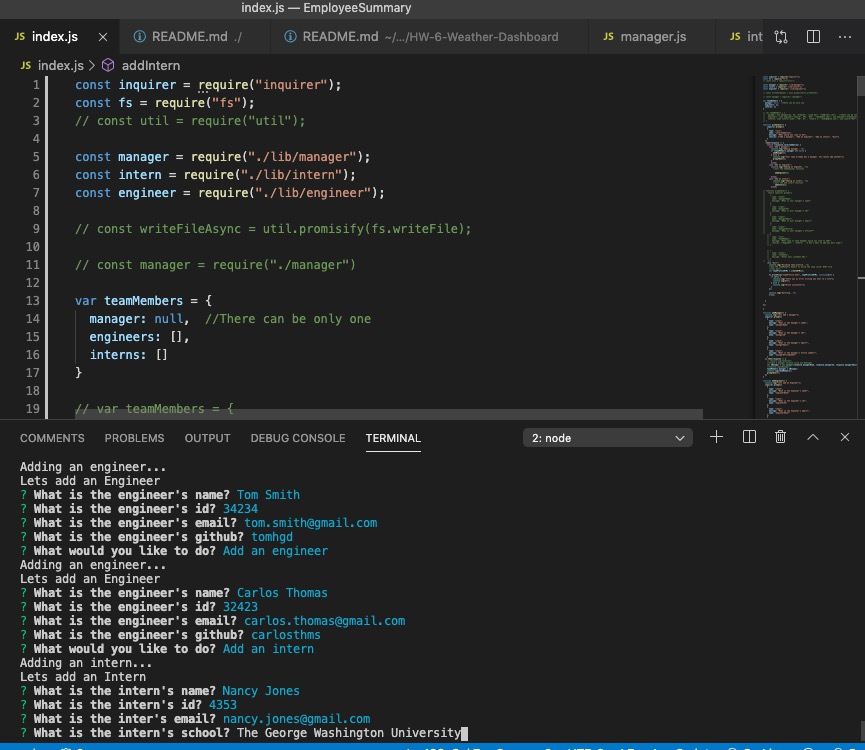 index.js — EmployeeSummary
JS index.js × README.md ./ README.md ~/.../HW-6-Weather-Dashboard JS manager.js JS int
JS index.js > addIntern
1 const inquirer = require("inquirer");
2 const fs = require("fs");
3 // const util = require("util");
4
5 const manager = require("./lib/manager");
6 const intern = require("./lib/intern");
7 const engineer = require("./lib/engineer");
8
9 // const writeFileAsync = util.promisify(fs.writeFile);
10
11 // const manager = require("./manager")
12
13 var teamMembers = {
14 manager: null, //There can be only one
15 engineers: [],
16 interns: []
17 }
18
19 // var teamMembers = {
COMMENTS PROBLEMS OUTPUT DEBUG CONSOLE TERMINAL 2: node
Adding an engineer...
Lets add an Engineer
? What is the engineer's name? Tom Smith
? What is the engineer's id? 34234
? What is the engineer's email? tom.smith@gmail.com
? What is the engineer's github? tomhgd
? What would you like to do? Add an engineer
Adding an engineer...
Lets add an Engineer
? What is the engineer's name? Carlos Thomas
? What is the engineer's id? 32423
? What is the engineer's email? carlos.thomas@gmail.com
? What is the engineer's github? carlosthms
? What would you like to do? Add an intern
Adding an intern...
Lets add an Intern
? What is the intern's name? Nancy Jones
? What is the intern's id? 4353
? What is the inter's email? nancy.jones@gmail.com
? What is the intern's school? The George Washington University